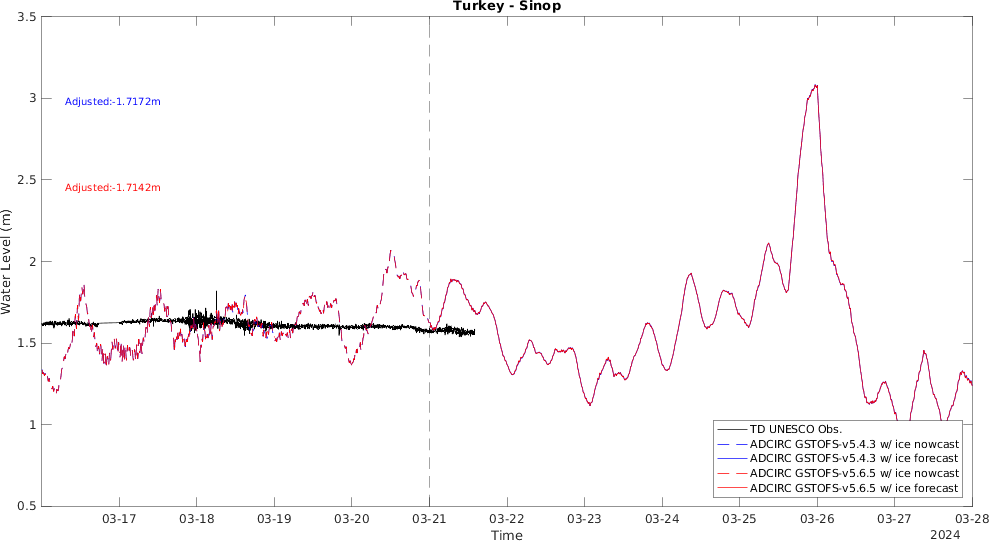 Turkey - Sinop
3.5
3
2.5
2
1.5
1
0.5
Water Level (m)
Adjusted:-1.7172m
Adjusted:-1.7142m
TD UNESCO Obs.
ADCIRC GSTOFS-v5.4.3 w/ ice nowcast
ADCIRC GSTOFS-v5.4.3 w/ ice forecast
ADCIRC GSTOFS-v5.6.5 w/ ice nowcast
ADCIRC GSTOFS-v5.6.5 w/ ice forecast
03-17 03-18 03-19 03-20 03-21 03-22 03-23 03-24 03-25 03-26 03-27 03-28
Time
2024